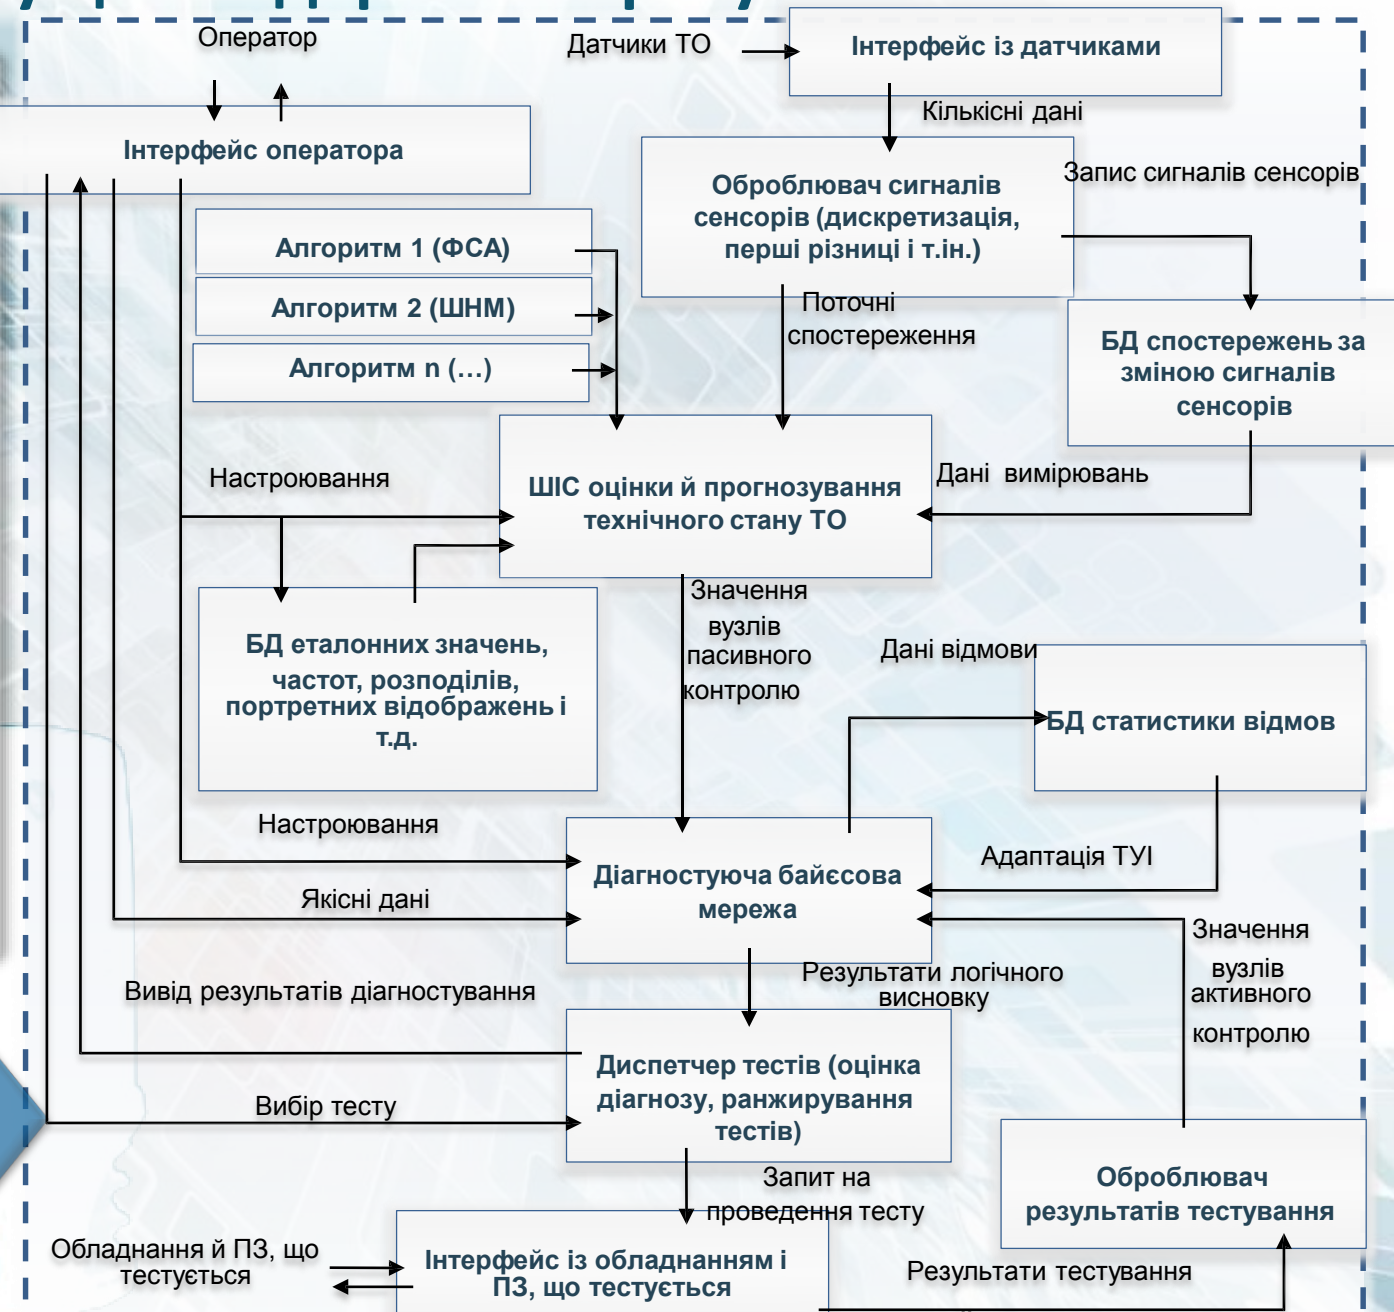 Оператор
Датчики ТО
Інтерфейс із датчиками
Кількісні дані
Інтерфейс оператора
Оброблювач сигналів
сенсорів (дискретизація,
перші різниці і т.ін.)
Запис сигналів сенсорів
Алгоритм 1 (ФСА)
Алгоритм 2 (ШНМ)
Алгоритм n (...)
Поточні
спостереження
БД спостережень за
зміною сигналів
сенсорів
Настроювання
ШІС оцінки й прогнозування
технічного стану ТО
Дані вимірювань
Значення
вузлів
пасивного
контролю
БД еталонних значень,
частот, розподілів,
портретних відображень і
т.д.
Дані відмови
БД статистики відмов
Настроювання
Діагностуюча байєсова
мережа
Адаптація ТУІ
Якісні дані
Значення
вузлів
активного
контролю
Результати логічного
висновку
Вивід результатів діагностування
Диспетчер тестів (оцінка
діагнозу, ранжирування
тестів)
Вибір тесту
Запит на
проведення тесту
Оброблювач
результатів тестування
Обладнання й ПЗ, що
тестується
Інтерфейс із обладнанням і
ПЗ, що тестується
Результати тестування